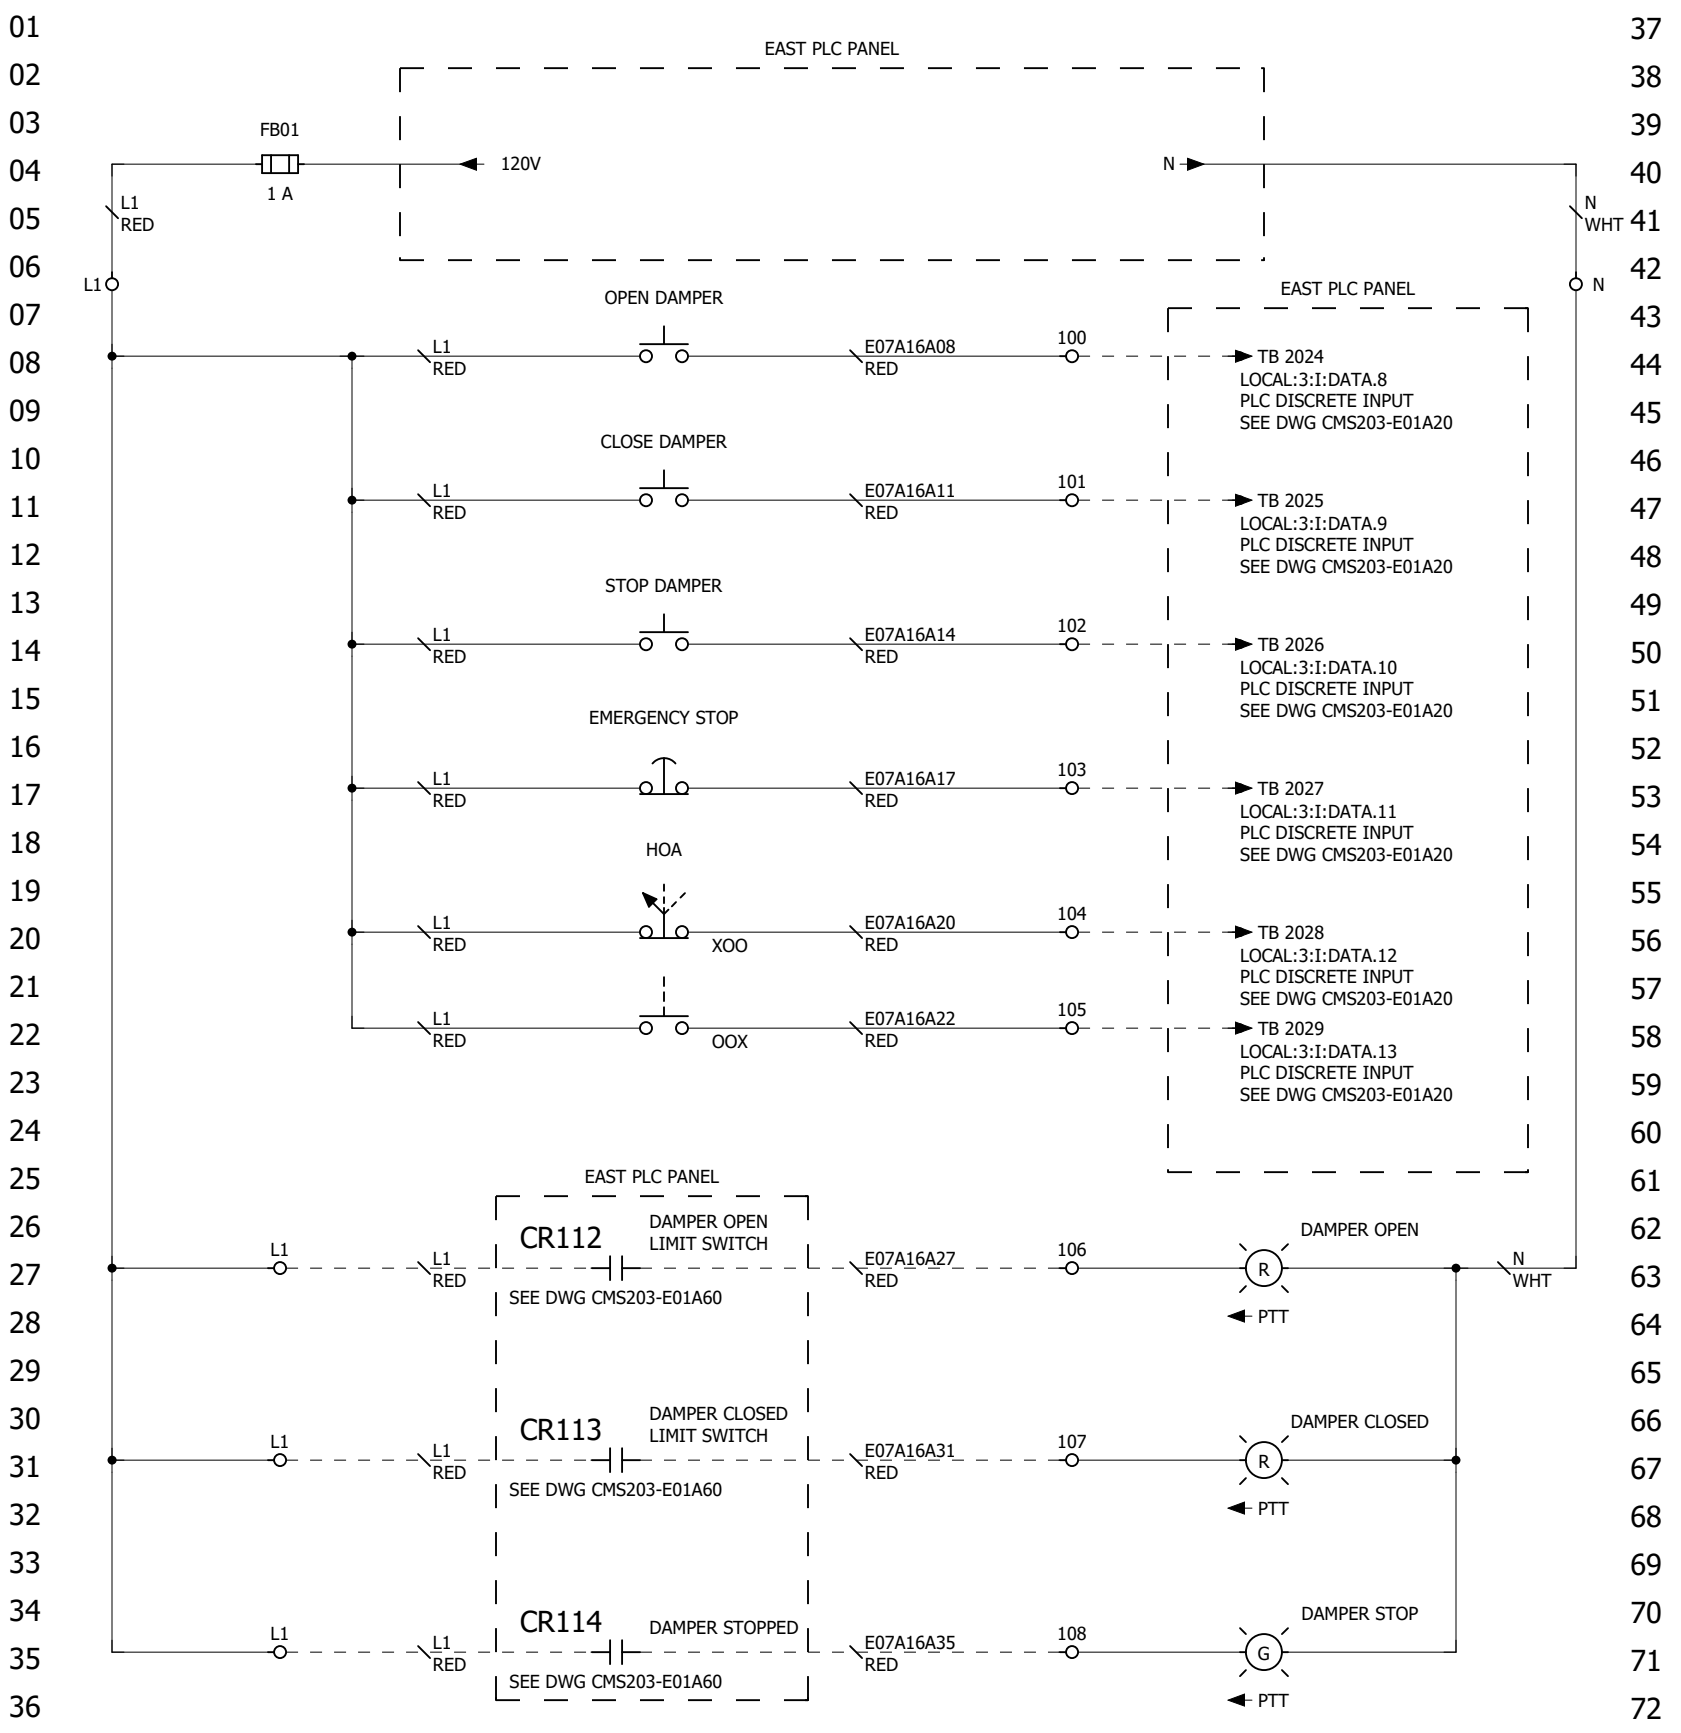 01
37
EAST PLC PANEL
02
38
03
39
FB01
04
120V
N
40
1 A
L1
RED
05
N
WHT
41
06
42
L1
N
OPEN DAMPER
EAST PLC PANEL
07
43
08
L1
RED
E07A16A08
RED
100
TB 2024
LOCAL:3:I:DATA.8
PLC DISCRETE INPUT
SEE DWG CMS203-E01A20
44
09
45
CLOSE DAMPER
10
46
11
L1
RED
E07A16A11
RED
101
TB 2025
LOCAL:3:I:DATA.9
PLC DISCRETE INPUT
SEE DWG CMS203-E01A20
47
12
48
STOP DAMPER
13
49
14
L1
RED
E07A16A14
RED
102
TB 2026
LOCAL:3:I:DATA.10
PLC DISCRETE INPUT
SEE DWG CMS203-E01A20
50
15
51
EMERGENCY STOP
16
52
17
L1
RED
E07A16A17
RED
103
TB 2027
LOCAL:3:I:DATA.11
PLC DISCRETE INPUT
SEE DWG CMS203-E01A20
53
18
54
HOA
19
55
20
L1
RED
XOO
E07A16A20
RED
104
TB 2028
LOCAL:3:I:DATA.12
PLC DISCRETE INPUT
SEE DWG CMS203-E01A20
56
21
57
22
L1
RED
OOX
E07A16A22
RED
105
TB 2029
LOCAL:3:I:DATA.13
PLC DISCRETE INPUT
SEE DWG CMS203-E01A20
58
23
59
24
60
25
EAST PLC PANEL
61
26
CR112
DAMPER OPEN
LIMIT SWITCH
DAMPER OPEN
62
27
L1
L1
RED
SEE DWG CMS203-E01A60
E07A16A27
RED
106
R
N
WHT
63
28
PTT
64
29
65
30
CR113
DAMPER CLOSED
LIMIT SWITCH
DAMPER CLOSED
66
31
L1
L1
RED
SEE DWG CMS203-E01A60
E07A16A31
RED
107
R
67
32
PTT
68
33
69
34
CR114
DAMPER STOPPED
DAMPER STOP
70
35
L1
L1
RED
SEE DWG CMS203-E01A60
E07A16A35
RED
108
G
71
36
PTT
72